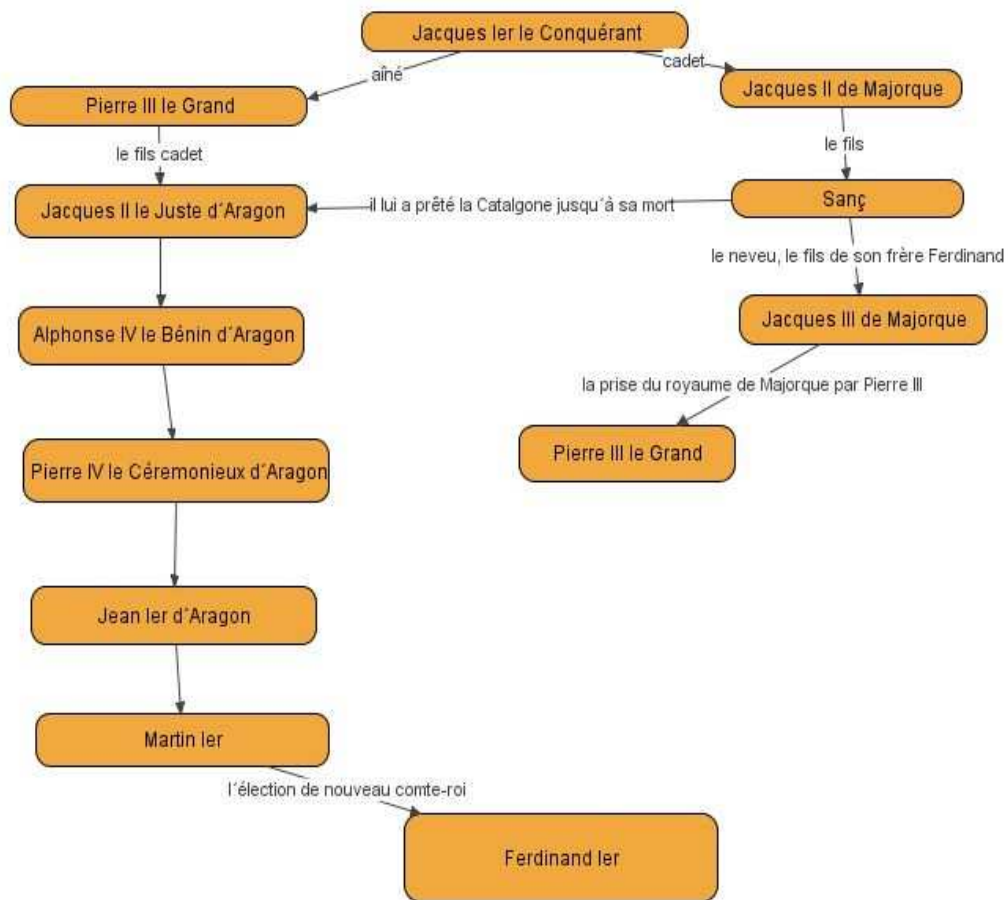 Jacques Ier le Conquérant
aîné
cadet
Pierre III le Grand
Jacques II de Majorque
le fils cadet
le fils
Jacques II le Juste d´Aragon
il lui a prêté la Catalgone jusqu´à sa mort
Sanç
le neveu, le fils de son frère Ferdinand
Alphonse IV le Bénin d´Aragon
Jacques III de Majorque
la prise du royaume de Majorque par Pierre III
Pierre IV le Céremonieux d´Aragon
Pierre III le Grand
Jean Ier d´Aragon
Martin Ier
l´élection de nouveau comte-roi
Ferdinand Ier